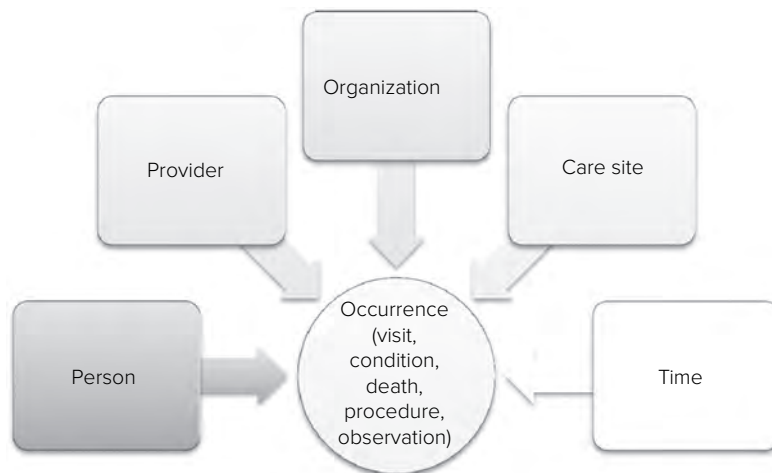 Organization
Provider
Care site
Occurrence
(visit,
condition,
death,
procedure,
observation)
Person
Time